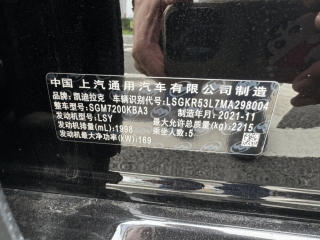 中国 上汽通用汽车有限公司制造
品牌:凯迪拉克 车辆识别代号:LSGKR53L7MA298004
整车型号:SGM7200KBA3 制造年月:2021-11
发动机型号:LSY 最大允许总质量(kg):2215
发动机排量(mL):1998 乘坐人数:5
发动机最大净功率(kW):169